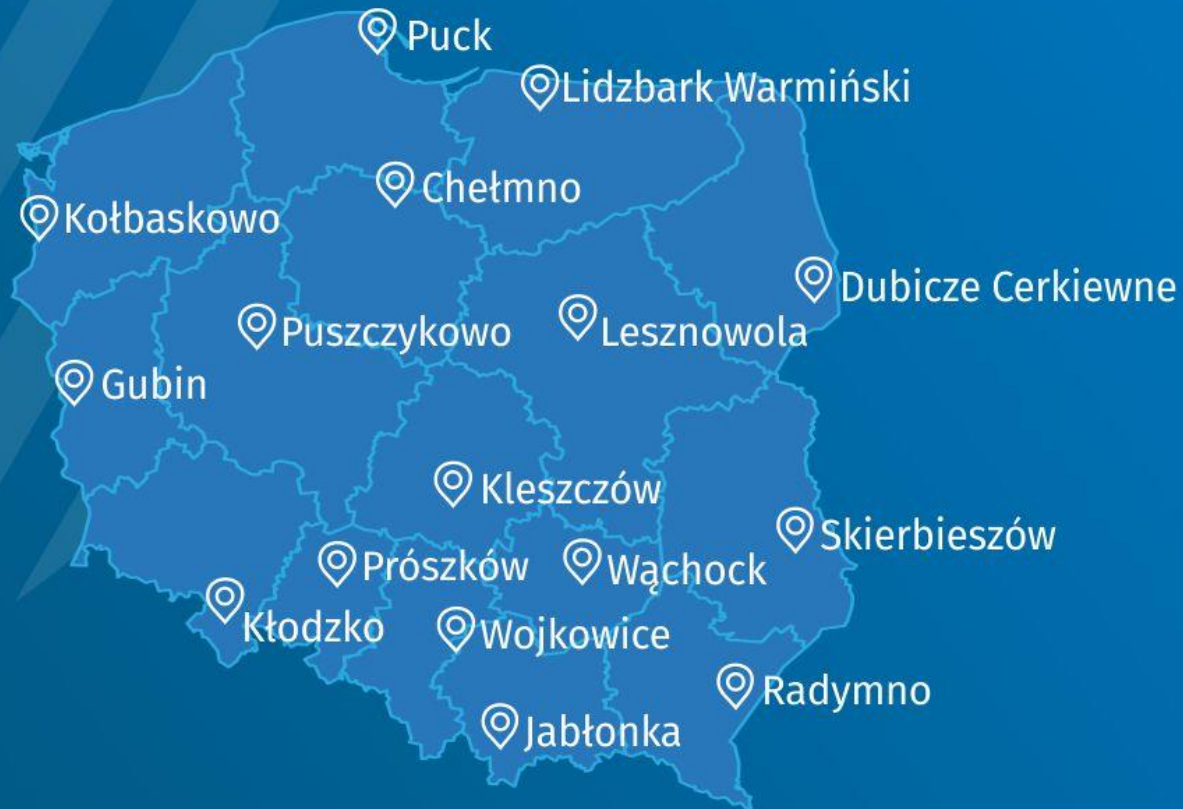 Puck
Lidzbark Warmiński
Chełmno
Kołbaskowo
Dubicze Cerkiewne
Puszczykowo
Lesznowola
Gubin
Kleszczów
Skierbieszów
Prószków
Wąchock
Kłodzko
Wojkowice
Radymno
Jabłonka